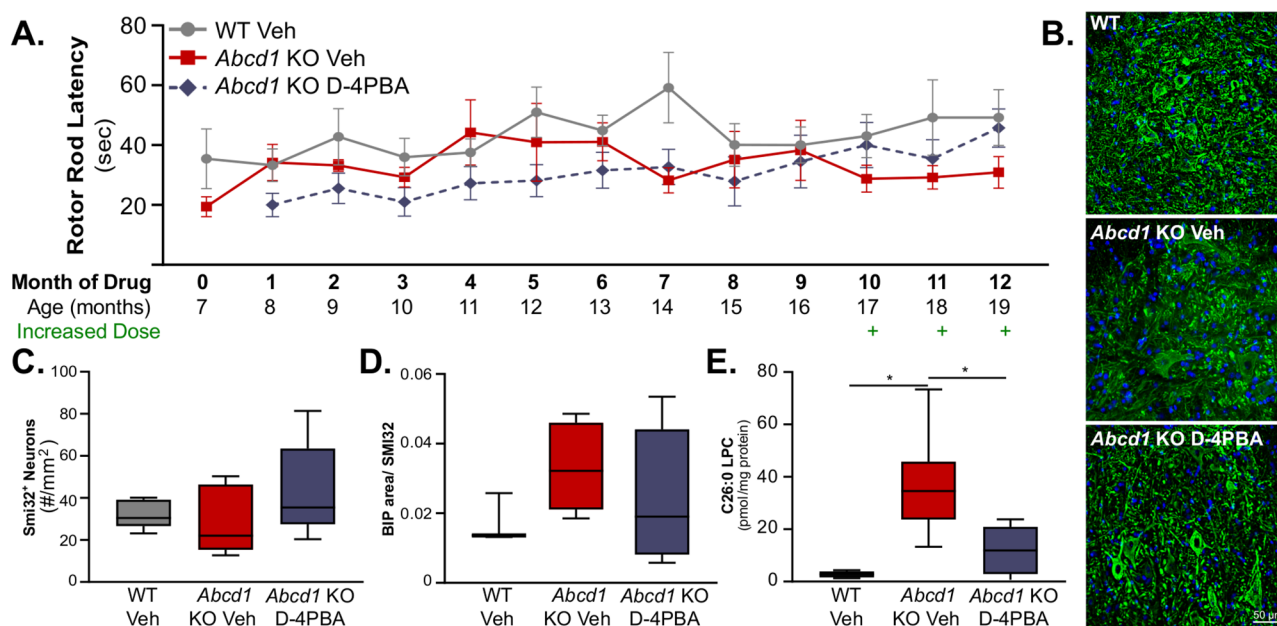 A.
Rotor Rod Latency
(sec)
80
60
40
20
WT Veh
Abcd1 KO Veh
Abcd1 KO D-4PBA
Month of Drug 0 1 2 3 4 5 6 7 8 9 10 11 12
Age (months) 7 8 9 10 11 12 13 14 15 16 17 18 19
Increased Dose + + +
B.
WT
Abcd1 KO Veh
Abcd1 KO D-4PBA
C.
Smi32⁺ Neurons
(#/mm²)
100
80
60
40
20
0
WT
Veh
Abcd1
KO Veh
Abcd1 KO
D-4PBA
D.
BIP area/ SMI32
0.06
0.04
0.02
0
WT
Veh
Abcd1
KO Veh
Abcd1 KO
D-4PBA
E.
C26:0 LPC
(pmol/mg protein)
80
60
40
20
0
* *
WT
Veh
Abcd1
KO Veh
Abcd1 KO
D-4PBA